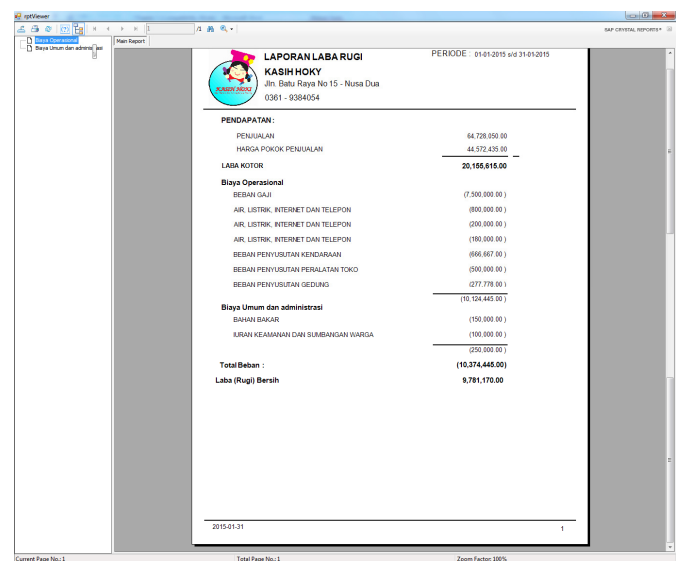 rptViewer
1
/1
SAP CRYSTAL REPORTS
Biaya Operasional
Biaya Umum dan administrasi
Main Report
KASIH HOKY
LAPORAN LABA RUGI
PERIODE : 01-01-2015 s/d 31-01-2015
KASIH HOKY
Jln. Batu Raya No 15 - Nusa Dua
0361 - 9384054
PENDAPATAN :
PENJUALAN 64,728,050.00
HARGA POKOK PENJUALAN 44,572,435.00
LABA KOTOR 20,155,615.00
Biaya Operasional
BEBAN GAJI (7,500,000.00 )
AIR, LISTRIK, INTERNET DAN TELEPON (800,000.00 )
AIR, LISTRIK, INTERNET DAN TELEPON (200,000.00 )
AIR, LISTRIK, INTERNET DAN TELEPON (180,000.00 )
BEBAN PENYUSUTAN KENDARAAN (666,667.00 )
BEBAN PENYUSUTAN PERALATAN TOKO (500,000.00 )
BEBAN PENYUSUTAN GEDUNG (277,778.00 )
(10,124,445.00 )
Biaya Umum dan administrasi
BAHAN BAKAR (150,000.00 )
IURAN KEAMANAN DAN SUMBANGAN WARGA (100,000.00 )
(250,000.00 )
Total Beban : (10,374,445.00)
Laba (Rugi) Bersih 9,781,170.00
2015-01-31 1
Current Page No.: 1 Total Page No.: 1 Zoom Factor: 100%